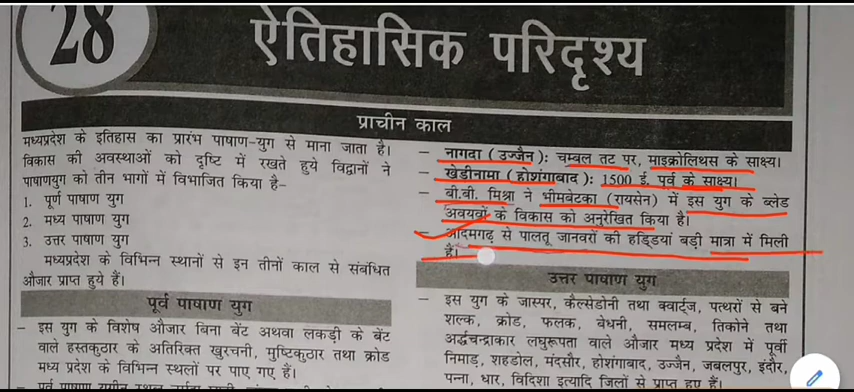 28
ऐतिहासिक परिदृश्य
प्राचीन काल
मध्यप्रदेश के इतिहास का प्रारंभ पाषाण-युग से माना जाता है।
विकास की अवस्थाओं को दृष्टि में रखते हुये विद्वानों ने
पाषाणयुग को तीन भागों में विभाजित किया है–
1. पूर्ण पाषाण युग
2. मध्य पाषाण युग
3. उत्तर पाषाण युग
मध्यप्रदेश के विभिन्न स्थानों से इन तीनों काल से संबंधित
औजार प्राप्त हुये हैं।
पूर्व पाषाण युग
– इस युग के विशेष औजार बिना बेंट अथवा लकड़ी के बेंट
वाले हस्तकुठार के अतिरिक्त खुरचनी, मुष्टिकुठार तथा क्रोड
मध्य प्रदेश के विभिन्न स्थलों पर पाए गए हैं।
– नागदा (उज्जैन): चम्बल तट पर, माइक्रोलिथस के साक्ष्य।
– खेडीनामा (होशंगाबाद): 1500 ई. पूर्व के साक्ष्य।
– बी.बी. मिश्रा ने भीमबेटका (रायसेन) में इस युग के ब्लेड
अवयवों के विकास को अनुरेखित किया है।
– आदमगढ़ से पालतू जानवरों की हड्डियां बड़ी मात्रा में मिली
हैं।
उत्तर पाषाण युग
– इस युग के जास्पर, कैल्सेडोनी तथा क्वार्ट्ज, पत्थरों से बने
शल्क, क्रोड, फलक, बेधनी, समलम्ब, तिकोने तथा
अर्द्धचन्द्राकार लघुरूपता वाले औजार मध्य प्रदेश में पूर्वी
निमाड़, शहडोल, मंदसौर, होशंगाबाद, उज्जैन, जबलपुर, इंदौर,
पन्ना, धार, विदिशा इत्यादि जिलों से प्राप्त हुए हैं।